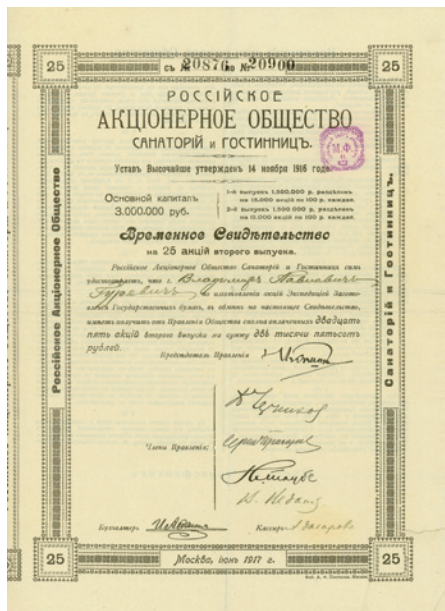 25
съ № 20876 по № 20900
25
РОССІЙСКОЕ
АКЦІОНЕРНОЕ ОБЩЕСТВО
САНАТОРІЙ и ГОСТИННИЦЪ.
М.Ф.
Уставъ Высочайше утвержденъ 14 ноября 1916 года.
Основной капиталъ
3.000.000 руб.
1-й выпускъ 1.500.000 р. раздѣленъ
на 15.000 акцій по 100 р. каждая.
2-й выпускъ 1.500.000 р. раздѣленъ
на 15.000 акцій по 100 р. каждая.
Временное Свидѣтельство
на 25 акцій второго выпуска.
Россійское Акціонерное Общество Санаторій и Гостинницъ симъ
удостовѣряетъ, что г. Владиміръ Павловичъ
Гуревичъ по изготовленіи акцій Экспедиціей Загото-
вленія Государственныхъ бумагъ, въ обмѣнъ на настоящее Свидѣтельство,
имѣетъ получить отъ Правленія Общества сполна оплаченныхъ двадцать
пять акцій второго выпуска на сумму двѣ тысячи пятьсотъ
рублей.
Предсѣдатель Правленія
Члены Правленія:
Бухгалтеръ
Кассиръ
Россійское Акціонерное Общество
Санаторій и Гостинницъ.
25
Москва, іюнь 1917 г.
25